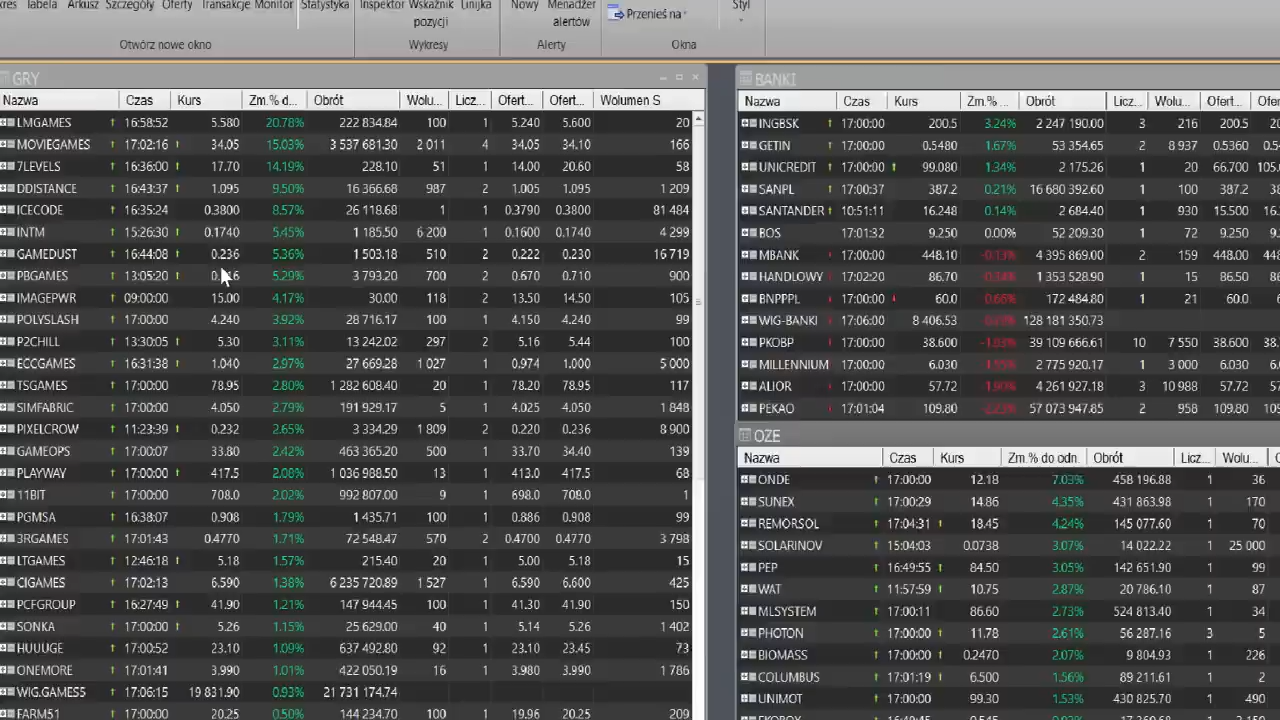 Tabela Arkusz Szczegóły Oferty Transakcje Monitor Statystyka Inspektor Wskaźnik pozycji Linijka Nowy Menadżer alertów Przenieś na Styl
Otwórz nowe okno Wykresy Alerty Okna
GRY
Nazwa Czas Kurs Zm.% d... Obrót Wolu... Licz... Ofert... Ofert... Wolumen S
LMGAMES 16:58:52 5.580 20.78% 222 834.84 100 1 5.240 5.600 20
MOVIEGAMES 17:02:16 34.05 15.03% 3 537 681.30 2 011 4 34.05 34.10 166
7LEVELS 16:36:00 17.70 14.19% 228.10 51 1 14.00 20.60 58
DDISTANCE 16:43:37 1.095 9.50% 16 366.68 987 2 1.005 1.095 1 209
ICECODE 16:35:24 0.3800 8.57% 26 118.68 1 1 0.3790 0.3800 81 484
INTM 15:26:30 0.1740 5.45% 1 185.50 6 200 1 0.1600 0.1740 4 299
GAMEDUST 16:44:08 0.236 5.36% 1 503.18 510 2 0.222 0.230 16 719
PBGAMES 13:05:20 5.29% 3 793.20 700 2 0.670 0.710 900
IMAGEPWR 09:00:00 15.00 4.17% 30.00 118 2 13.50 14.50 105
POLYSLASH 17:00:00 4.240 3.92% 28 716.17 100 1 4.150 4.240 99
P2CHILL 13:30:05 5.30 3.11% 13 242.02 297 2 5.16 5.44 100
ECCGAMES 16:31:38 1.040 2.97% 27 669.28 1 027 1 0.974 1.000 5 000
TSGAMES 17:00:00 78.95 2.80% 1 282 608.40 20 1 78.20 78.95 117
SIMFABRIC 17:00:00 4.050 2.79% 191 929.17 5 1 4.025 4.050 1 848
PIXELCROW 11:23:39 0.232 2.65% 3 334.29 1 809 2 0.220 0.236 8 900
GAMEOPS 17:00:07 33.80 2.42% 463 365.20 540 1 33.70 34.40 139
PLAYWAY 17:00:00 417.5 2.08% 1 036 988.50 13 1 413.0 417.5 68
11BIT 17:00:00 708.0 2.02% 992 807.00 9 1 698.0 708.0 1
PGMSA 16:38:07 0.908 1.79% 1 435.71 100 1 0.886 0.908 99
3RGAMES 17:01:43 0.4770 1.71% 72 548.47 570 2 0.4700 0.4770 3 798
LTGAMES 12:46:18 5.18 1.57% 215.40 20 1 5.00 5.18 15
CIGAMES 17:02:13 6.590 1.38% 6 235 720.89 1 527 1 6.590 6.600 425
PCFGROUP 16:27:49 41.90 1.21% 147 944.45 100 1 41.30 41.90 150
SONKA 17:00:00 5.26 1.15% 25 629.00 40 1 5.14 5.26 1 402
HUUUGE 17:00:52 23.10 1.09% 637 492.80 92 1 23.10 23.45 73
ONEMORE 17:01:41 3.990 1.01% 422 050.19 16 1 3.980 3.990 1 786
WIG.GAMES5 17:06:15 19 831.90 0.93% 21 731 174.74
FARM51 17:00:00 20.25 0.50% 144 234.70 100 1 19.96 20.25 209
BANKI
Nazwa Czas Kurs Zm.% ... Obrót Licz... Wolu... Ofert...
INGBSK 17:00:00 200.5 3.24% 2 247 190.00 3 216 200.5
GETIN 17:00:00 0.5480 1.67% 53 354.65 2 8 937 0.5360
UNICREDIT 17:00:00 99.080 1.34% 2 175.26 1 20 66.700
SANPL 17:00:37 387.2 0.21% 16 680 392.60 1 100 387.2
SANTANDER 10:51:11 16.248 0.14% 2 684.40 1 930 15.500
BOS 17:01:32 9.250 0.00% 52 209.30 1 72 9.250
MBANK 17:00:00 448.10 4 395 869.00 2 159 448.00
HANDLOWY 17:02:20 86.70 1 353 528.90 1 15 86.50
BNPPPL 17:00:00 60.0 172 484.80 1 21 60.0
WIG-BANKI 17:06:00 8 406.53 128 181 350.73
PKOBP 17:00:00 38.600 39 109 666.61 10 7 550 38.600
MILLENNIUM 17:00:00 6.030 2 775 920.17 1 3 000 6.030
ALIOR 17:00:00 57.72 4 261 927.18 3 10 988 57.72
PEKAO 17:01:04 109.80 57 073 947.85 2 958 109.80
OZE
Nazwa Czas Kurs Zm % do odn. Obrót Licz... Wolu...
ONDE 17:00:00 12.18 7.03% 458 196.88 1 36
SUNEX 17:00:29 14.86 4.35% 431 863.98 1 170
REMORSOL 17:04:31 18.45 4.24% 145 077.60 1 70
SOLARINOV 15:04:03 0.0738 3.07% 14 022.22 1 25 000
PEP 16:49:55 84.50 3.05% 142 651.90 1 99
WAT 11:57:59 10.75 2.87% 20 786.10 1 87
MLSYSTEM 17:00:11 86.60 2.73% 524 813.40 1 34
PHOTON 17:00:00 11.78 2.61% 56 287.16 3 5
BIOMASS 17:00:00 0.2470 2.07% 9 804.93 1 226
COLUMBUS 17:01:19 6.500 1.56% 89 211.61 1 2
UNIMOT 17:00:00 99.30 1.53% 430 825.70 1 490